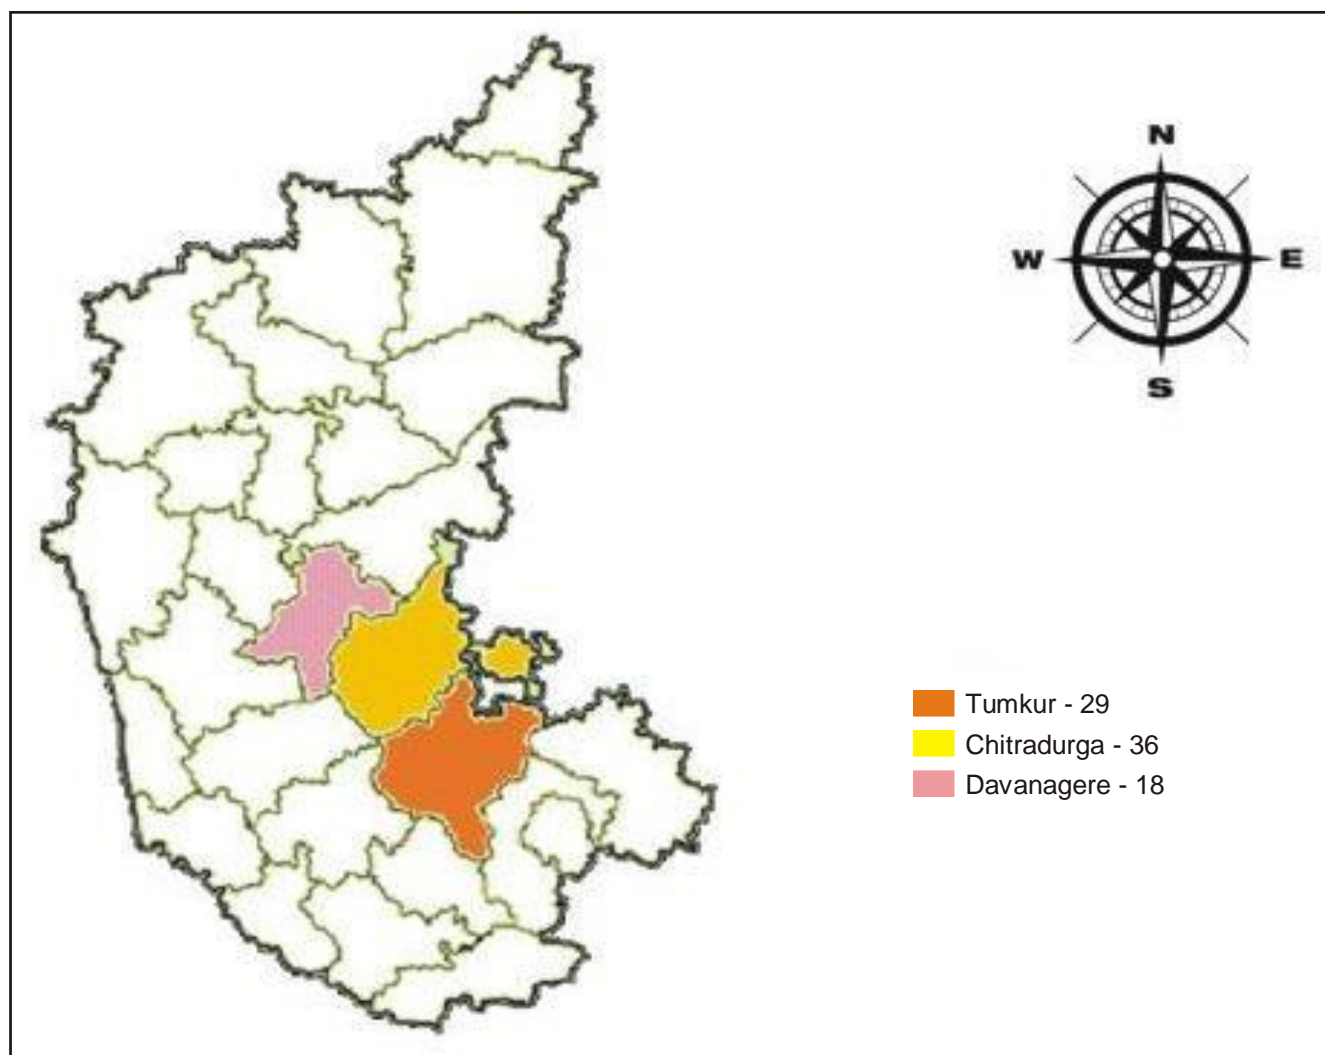 N
W E
S
Tumkur - 29
Chitradurga - 36
Davanagere - 18